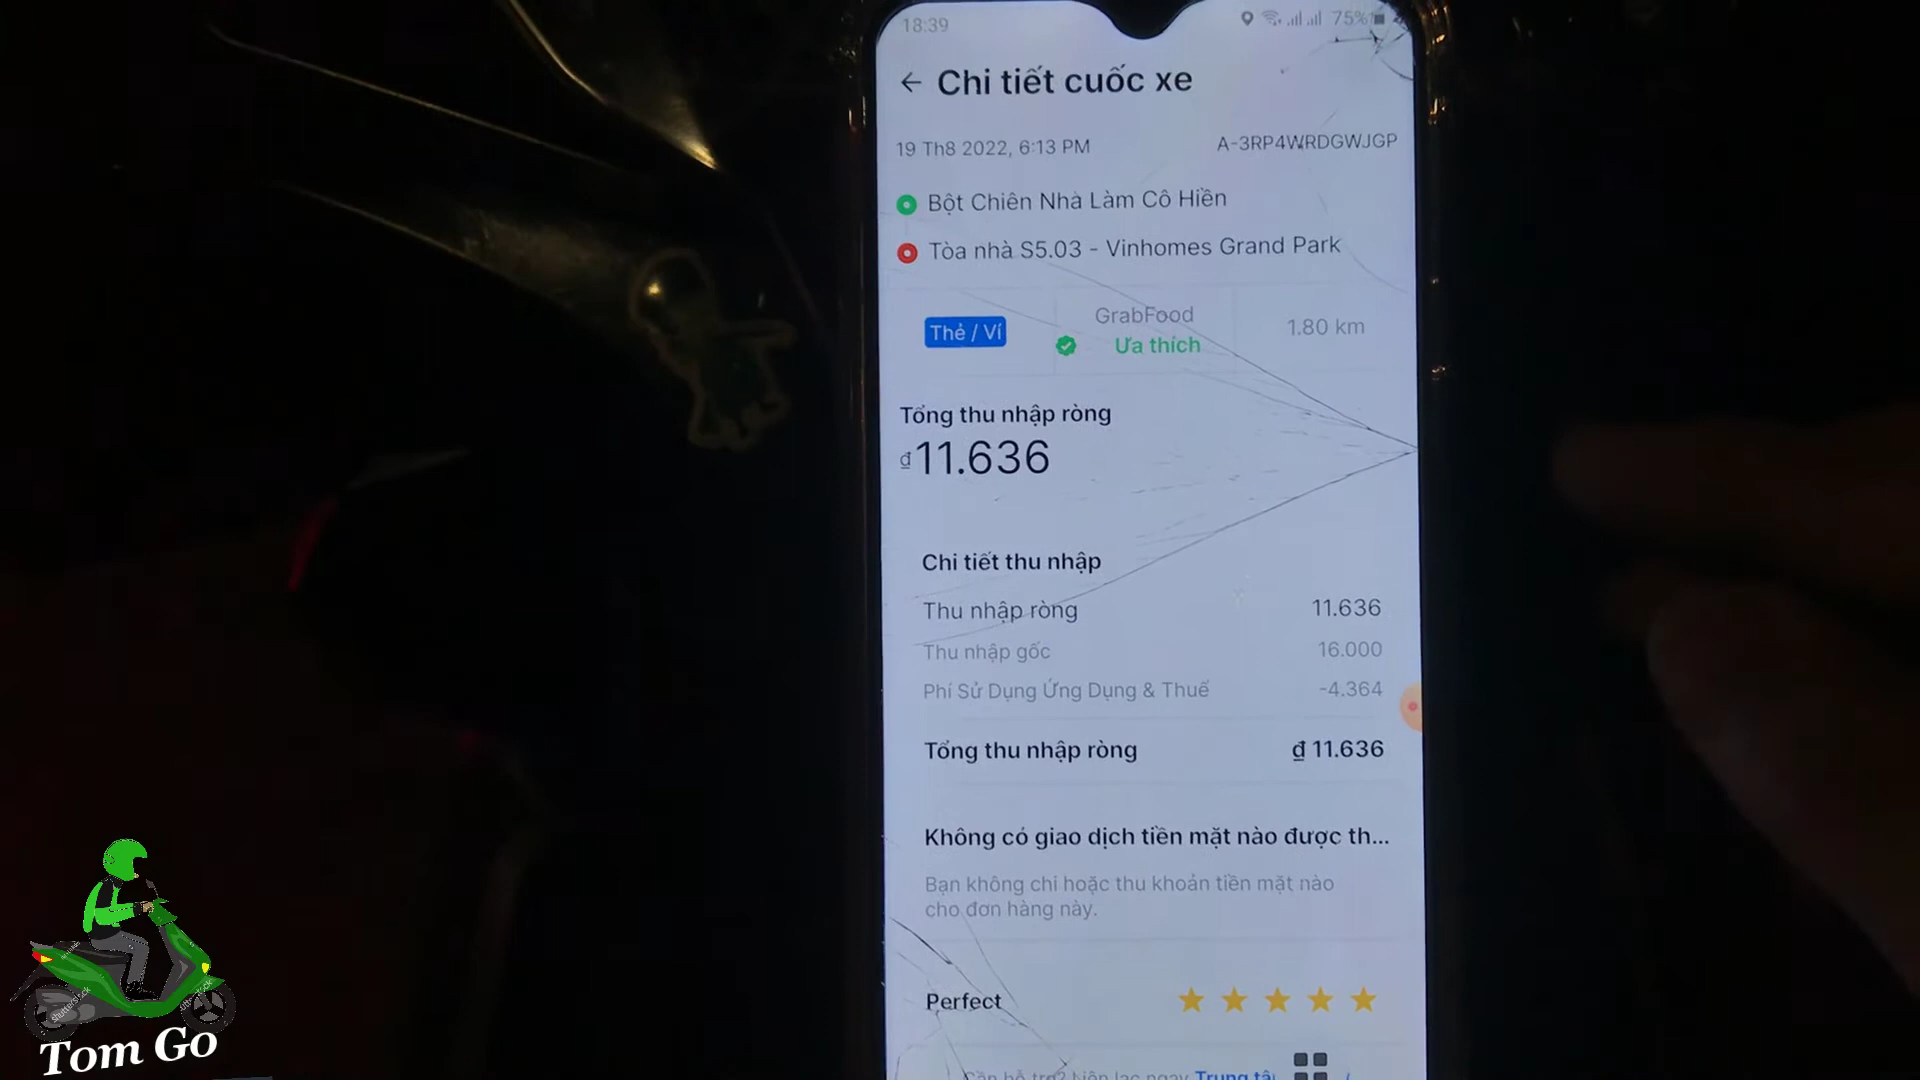 18:39
75%
Chi tiết cuốc xe
19 Th8 2022, 6:13 PM
A-3RP4WRDGWJGP
Bột Chiên Nhà Làm Cô Hiền
Tòa nhà S5.03 - Vinhomes Grand Park
Thẻ / Ví
GrabFood
Ưa thích
1.80 km
Tổng thu nhập ròng
₫11.636
Chi tiết thu nhập
Thu nhập ròng 11.636
Thu nhập gốc 16.000
Phí Sử Dụng Ứng Dụng & Thuế -4.364
Tổng thu nhập ròng ₫ 11.636
Không có giao dịch tiền mặt nào được th...
Bạn không chi hoặc thu khoản tiền mặt nào
cho đơn hàng này.
Perfect
shutterstock
shutterstock
Tom Go